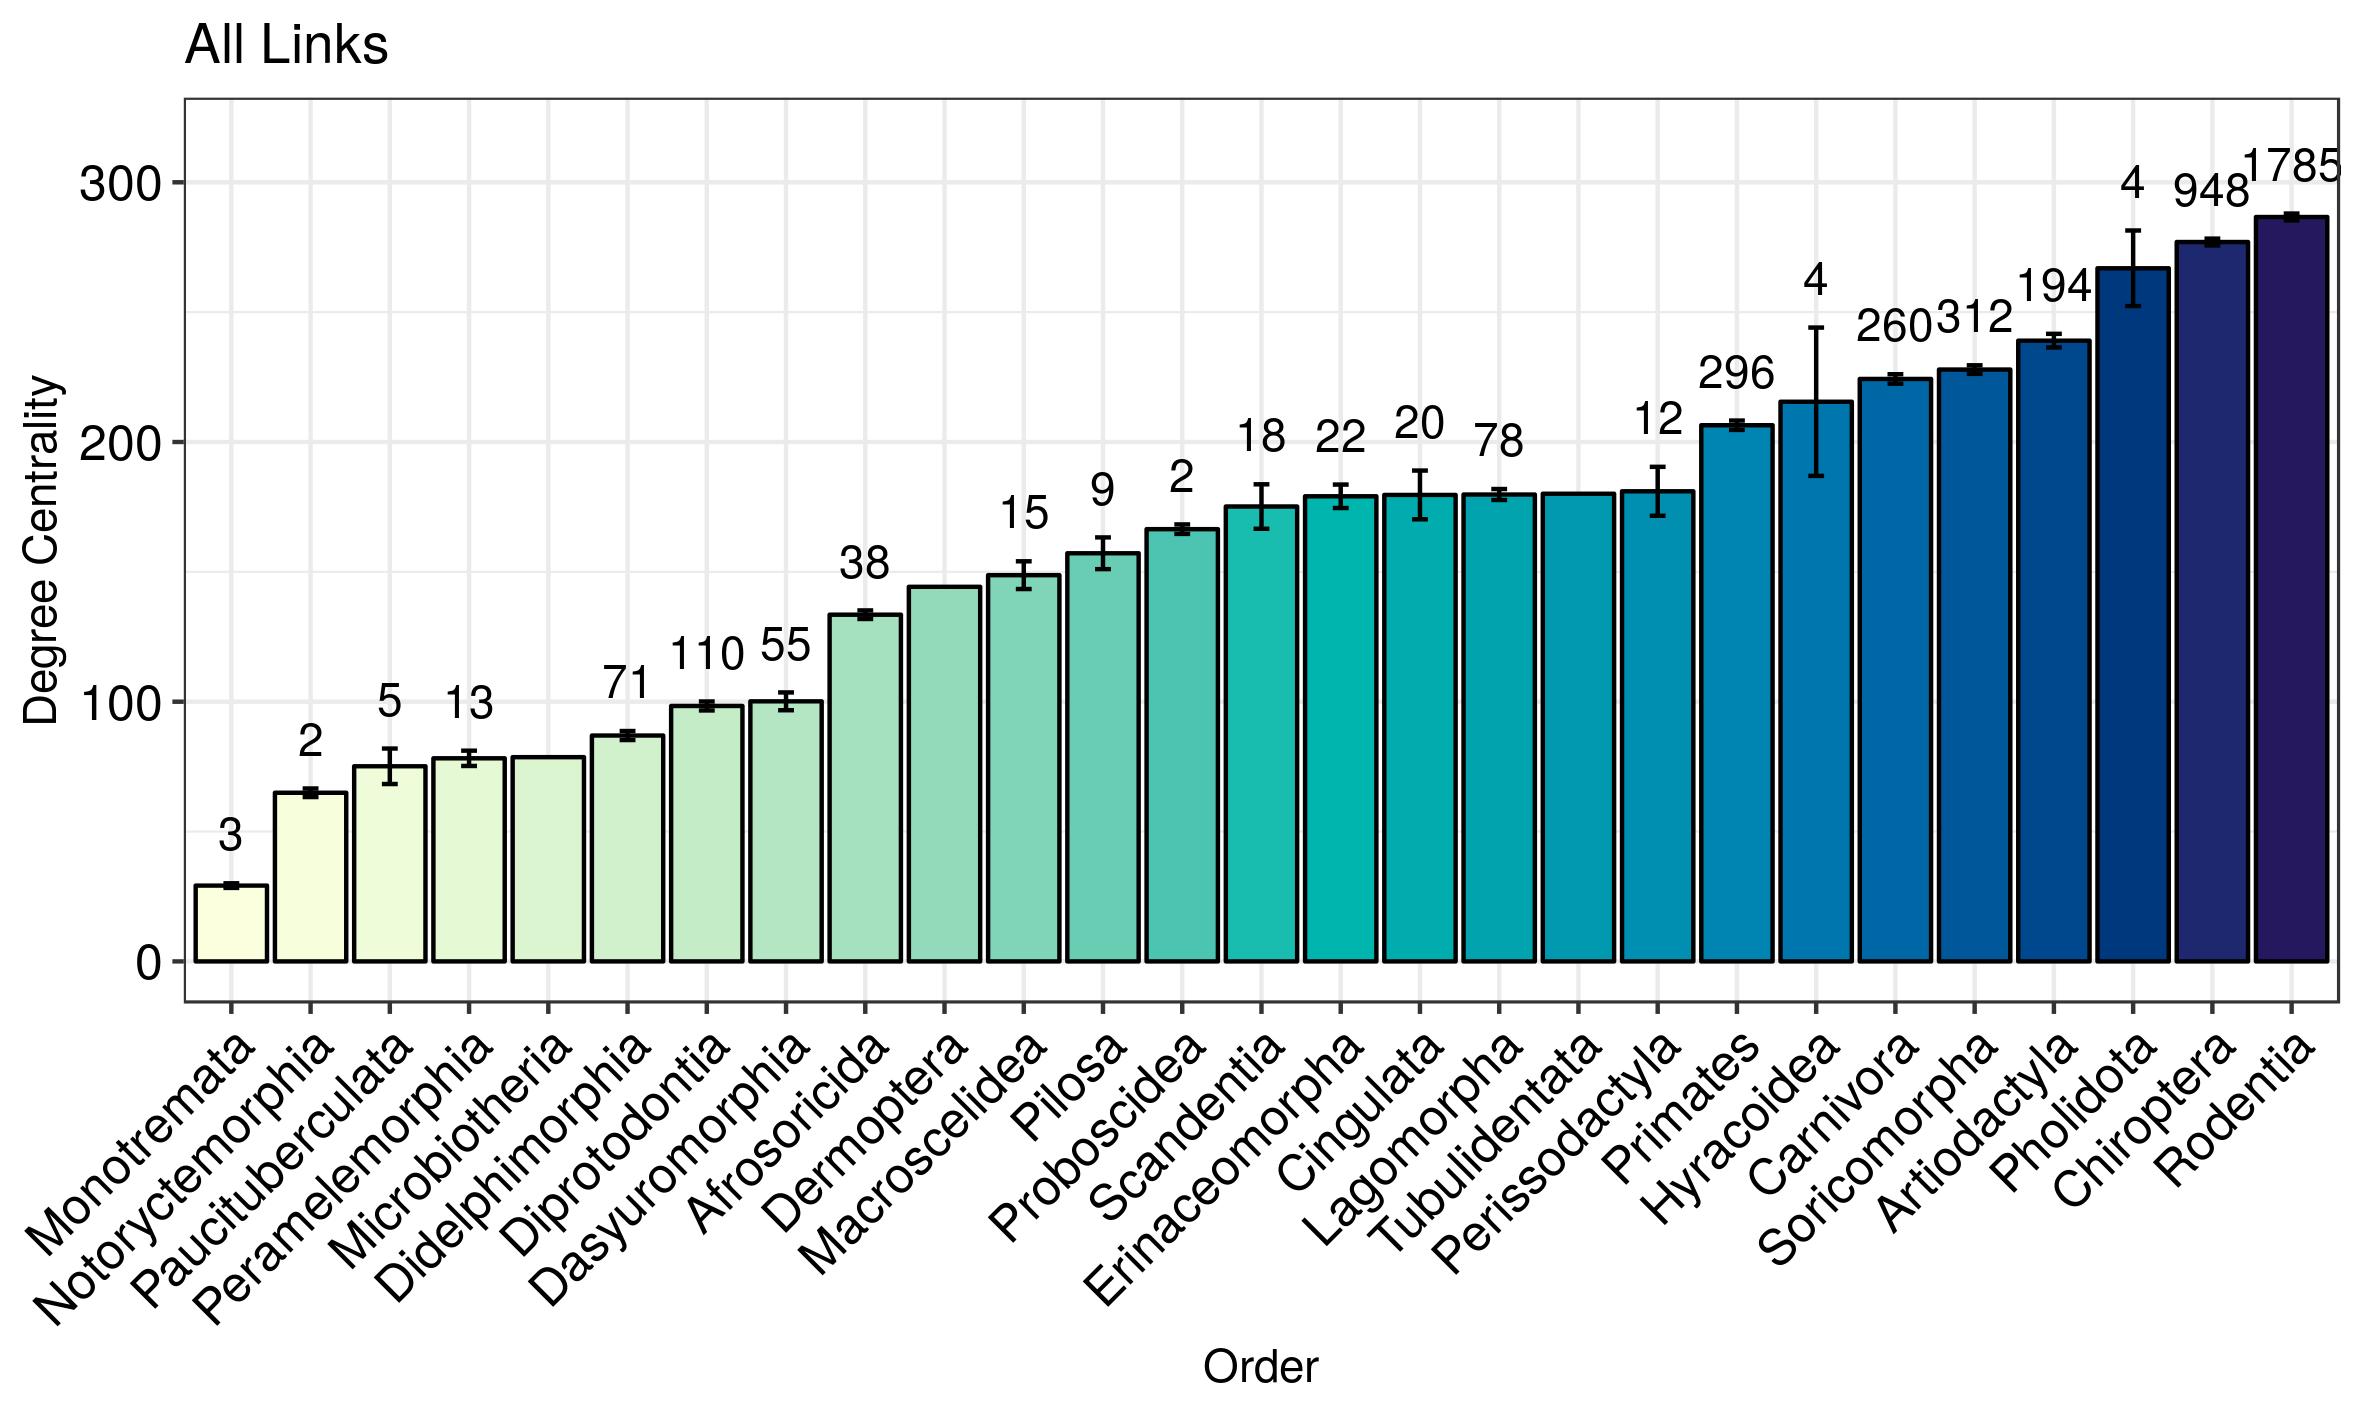 All Links
Degree Centrality
300
200
100
0
3
2
5
13
71
110
55
38
15
9
2
18
22
20
78
12
296
4
260
312
194
4
948
1785
Monotremata
Notoryctemorphia
Paucituberculata
Peramelemorphia
Microbiotheria
Didelphimorphia
Diprotodontia
Dasyuromorphia
Afrosoricida
Dermoptera
Macroscelidea
Pilosa
Proboscidea
Scandentia
Erinaceomorpha
Cingulata
Lagomorpha
Tubulidentata
Perissodactyla
Primates
Hyracoidea
Carnivora
Soricomorpha
Artiodactyla
Pholidota
Chiroptera
Rodentia
Order